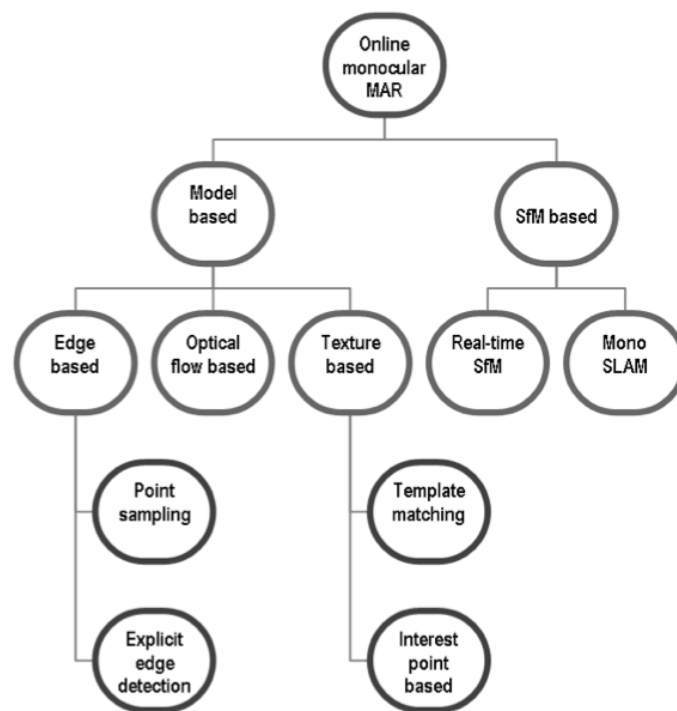 Online
monocular
MAR
Model
based
SfM based
Edge
based
Optical
flow based
Texture
based
Real-time
SfM
Mono
SLAM
Point
sampling
Template
matching
Explicit
edge
detection
Interest
point
based